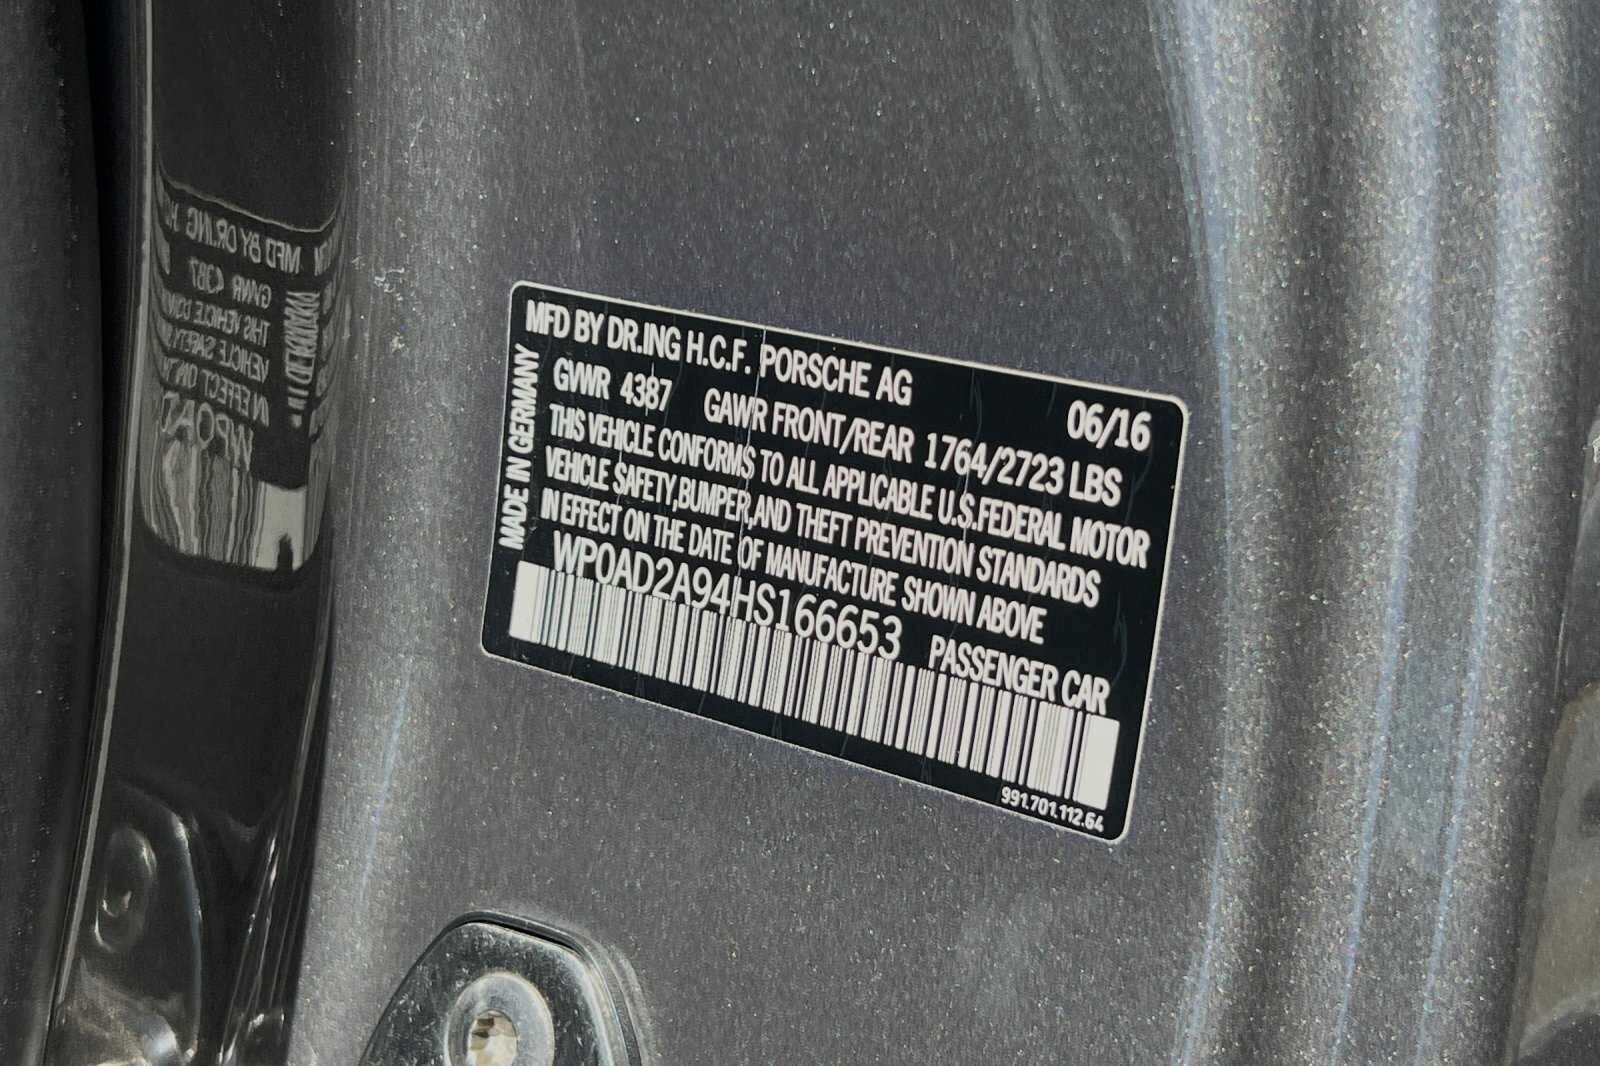 MFD BY DR.ING H.C.F. PORSCHE AG 06/16
GVWR 4387 GAWR FRONT/REAR 1764/2723 LBS
THIS VEHICLE CONFORMS TO ALL APPLICABLE U.S.FEDERAL MOTOR
VEHICLE SAFETY,BUMPER,AND THEFT PREVENTION STANDARDS
IN EFFECT ON THE DATE OF MANUFACTURE SHOWN ABOVE
WP0AD2A94HS166653 PASSENGER CAR
991.701.112.64
MADE IN GERMANY